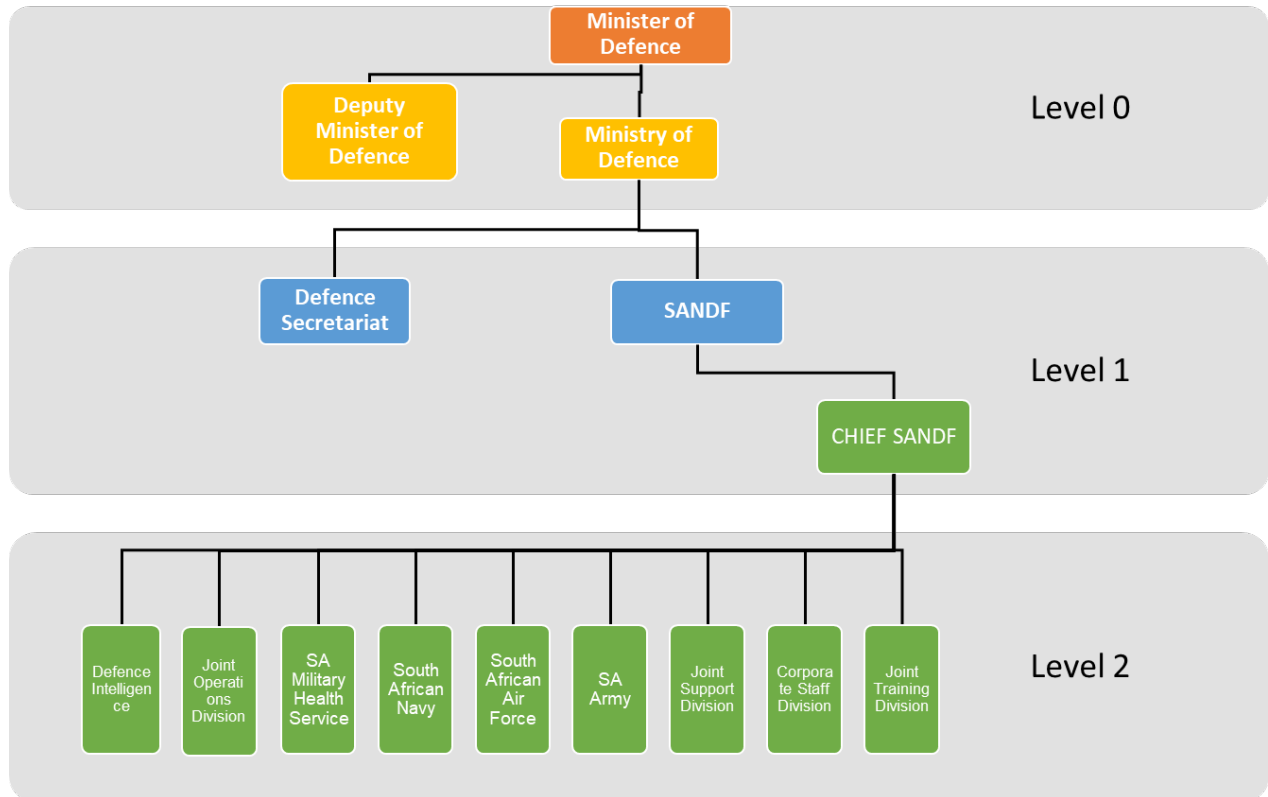 Minister of
Defence
Deputy
Minister of
Defence
Ministry of
Defence
Level 0
Defence
Secretariat
SANDF
Level 1
CHIEF SANDF
Defence
Intelligen
ce
Joint
Operati
ons
Division
SA
Military
Health
Service
South
African
Navy
South
African
Air
Force
SA
Army
Joint
Support
Division
Corpora
te Staff
Division
Joint
Training
Division
Level 2